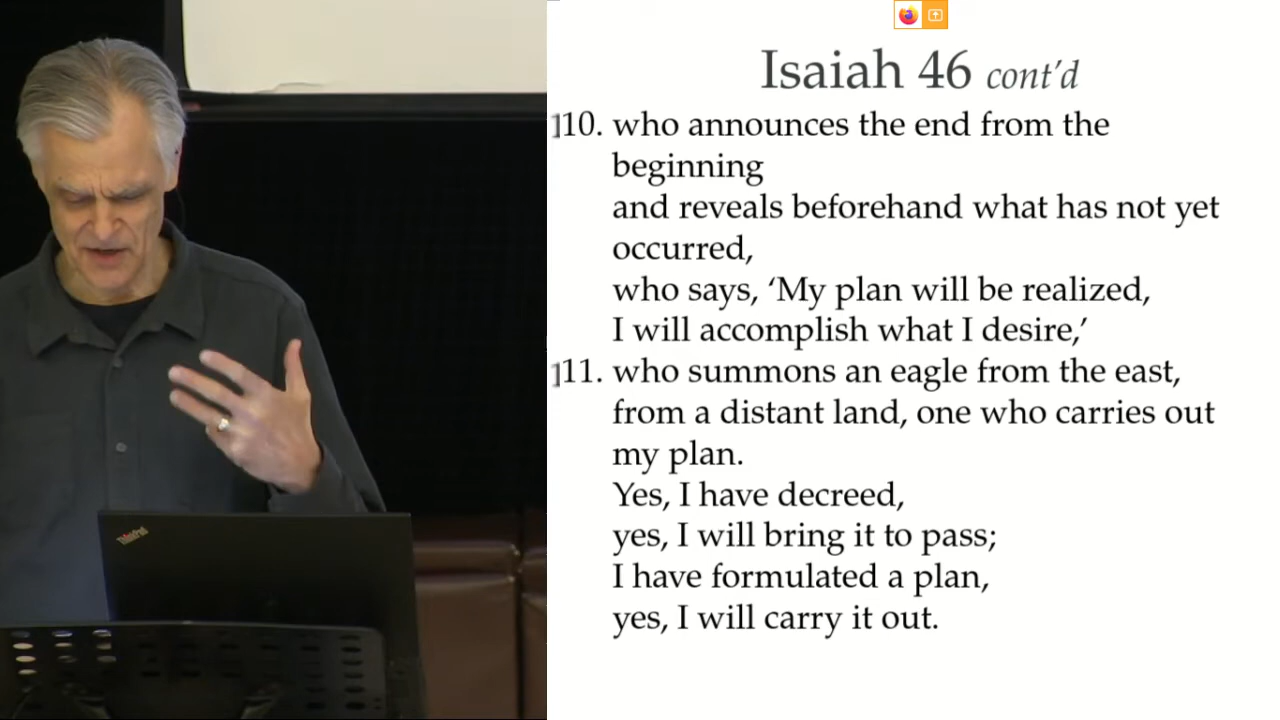 Isaiah 46 cont’d
10. who announces the end from the
beginning
and reveals beforehand what has not yet
occurred,
who says, ‘My plan will be realized,
I will accomplish what I desire,’
11. who summons an eagle from the east,
from a distant land, one who carries out
my plan.
Yes, I have decreed,
yes, I will bring it to pass;
I have formulated a plan,
yes, I will carry it out.
ThinkPad